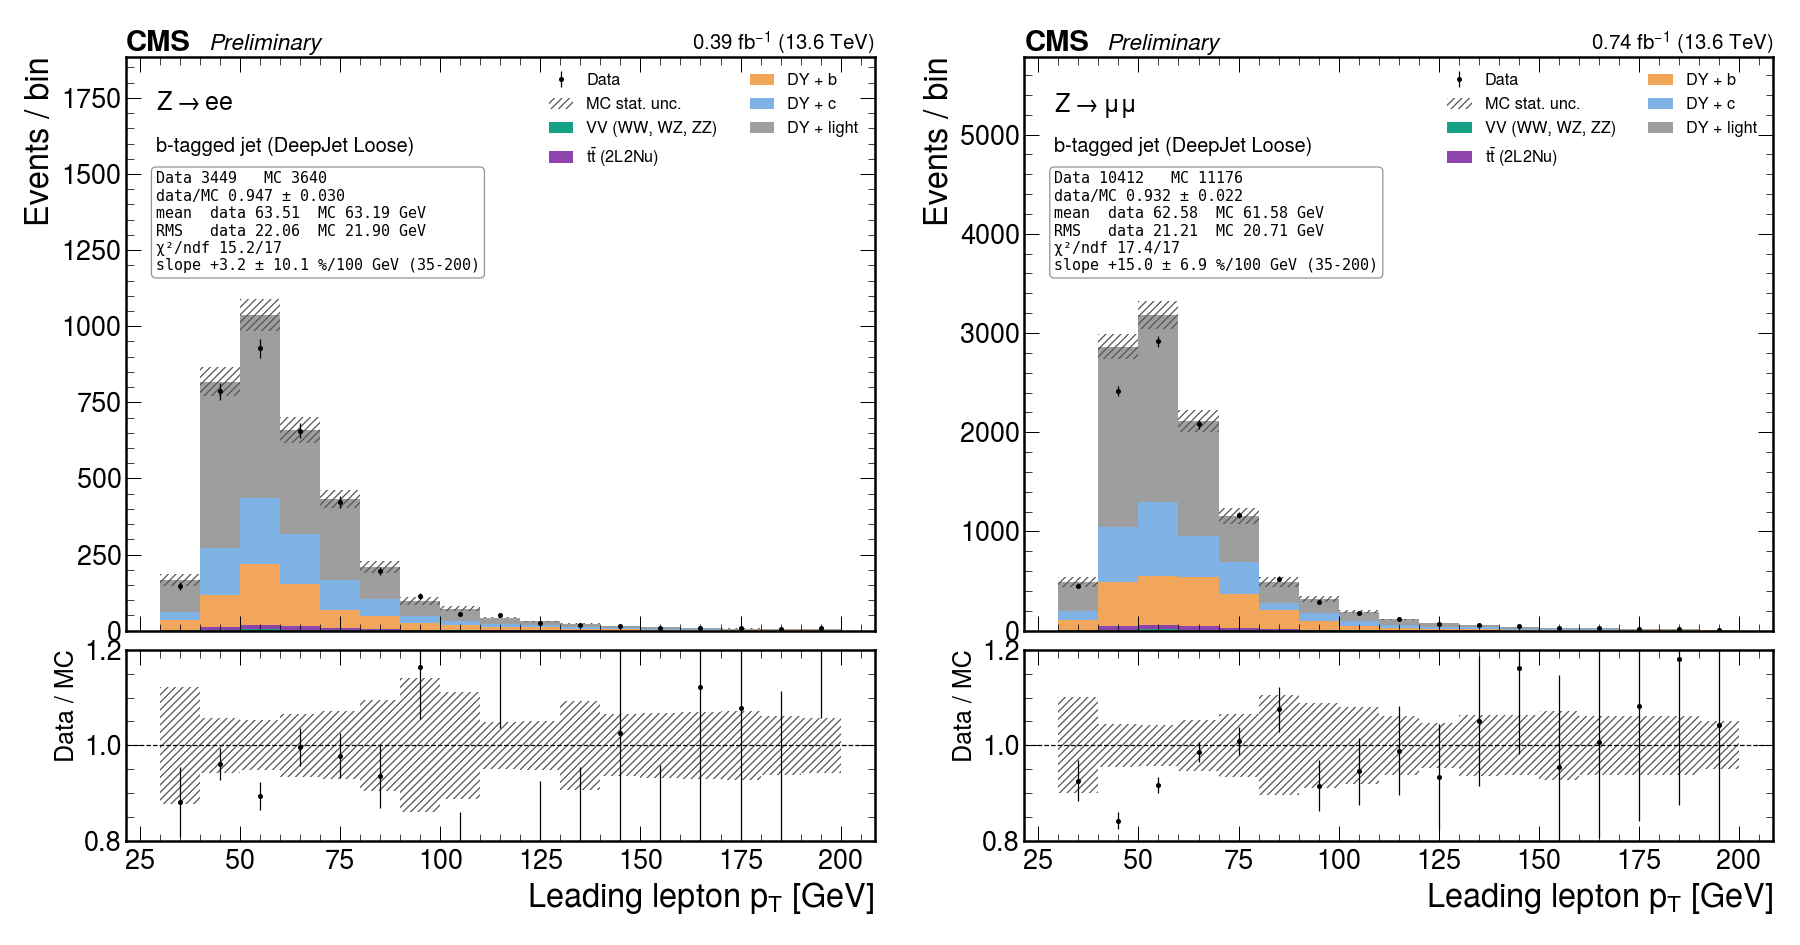 CMS Preliminary 0.39 fb⁻¹ (13.6 TeV)
Events / bin
1750
1500
1250
1000
750
500
250
0
Z→ee
b-tagged jet (DeepJet Loose)
Data 3449   MC 3640
data/MC 0.947 ± 0.030
mean  data 63.51  MC 63.19 GeV
RMS   data 22.06  MC 21.90 GeV
χ²/ndf 15.2/17
slope +3.2 ± 10.1 %/100 GeV (35-200)
Data
MC stat. unc.
VV (WW, WZ, ZZ)
tt̄ (2L2Nu)
DY + b
DY + c
DY + light
Data / MC
1.2
1.0
0.8
25 50 75 100 125 150 175 200
Leading lepton pT [GeV]
CMS Preliminary 0.74 fb⁻¹ (13.6 TeV)
Events / bin
5000
4000
3000
2000
1000
0
Z→μμ
b-tagged jet (DeepJet Loose)
Data 10412   MC 11176
data/MC 0.932 ± 0.022
mean  data 62.58  MC 61.58 GeV
RMS   data 21.21  MC 20.71 GeV
χ²/ndf 17.4/17
slope +15.0 ± 6.9 %/100 GeV (35-200)
Data
MC stat. unc.
VV (WW, WZ, ZZ)
tt̄ (2L2Nu)
DY + b
DY + c
DY + light
Data / MC
1.2
1.0
0.8
25 50 75 100 125 150 175 200
Leading lepton pT [GeV]